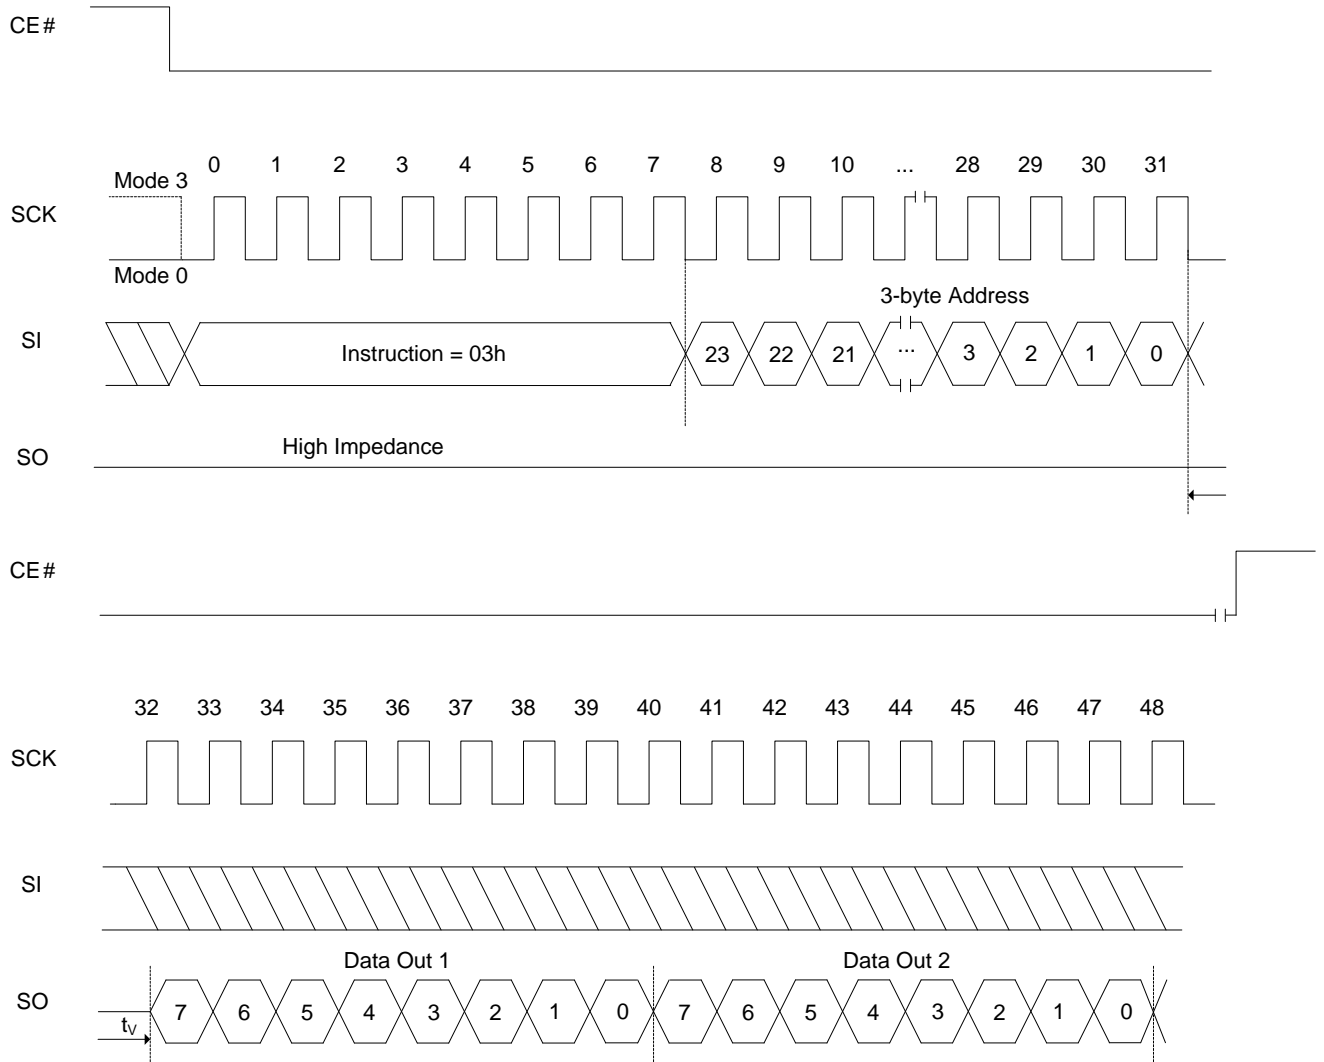 CE#
0 1 2 3 4 5 6 7 8 9 10 ... 28 29 30 31
Mode 3
SCK
Mode 0
3-byte Address
SI
Instruction = 03h 23 22 21 ... 3 2 1 0
High Impedance
SO
CE#
32 33 34 35 36 37 38 39 40 41 42 43 44 45 46 47 48
SCK
SI
Data Out 1 Data Out 2
SO
7 6 5 4 3 2 1 0 7 6 5 4 3 2 1 0
tV